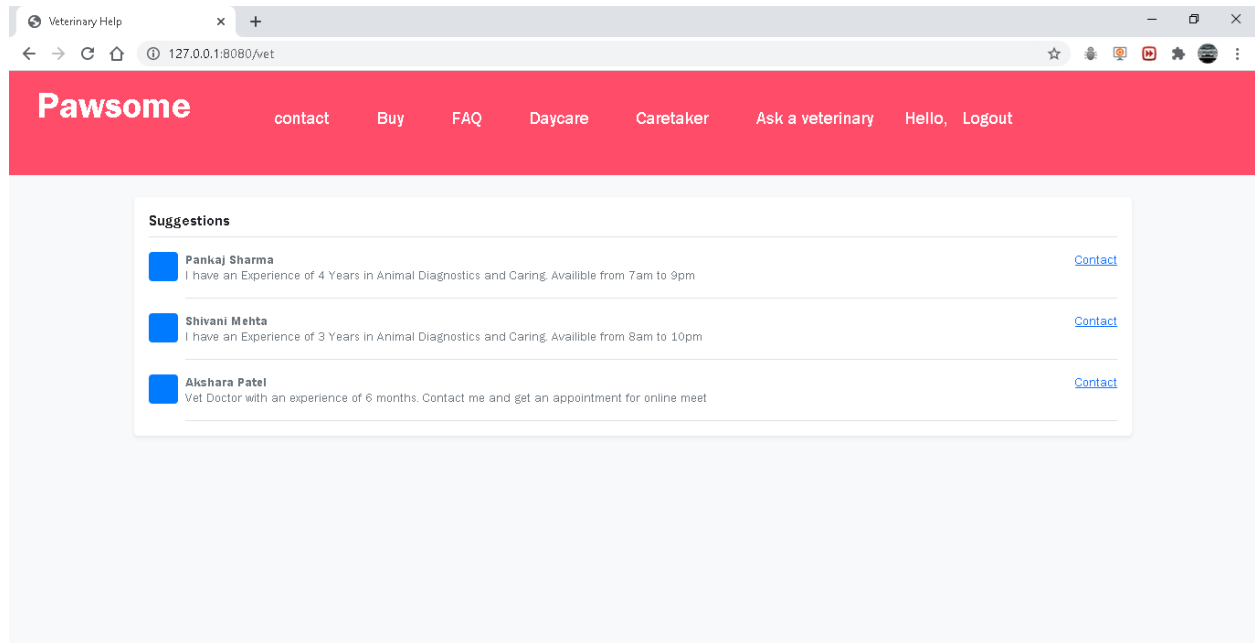 Veterinary Help
127.0.0.1:8080/vet
Pawsome
contact Buy FAQ Daycare Caretaker Ask a veterinary Hello, Logout
Suggestions
Pankaj Sharma Contact
I have an Experience of 4 Years in Animal Diagnostics and Caring. Availible from 7am to 9pm
Shivani Mehta Contact
I have an Experience of 3 Years in Animal Diagnostics and Caring. Availible from 8am to 10pm
Akshara Patel Contact
Vet Doctor with an experience of 6 months. Contact me and get an appointment for online meet